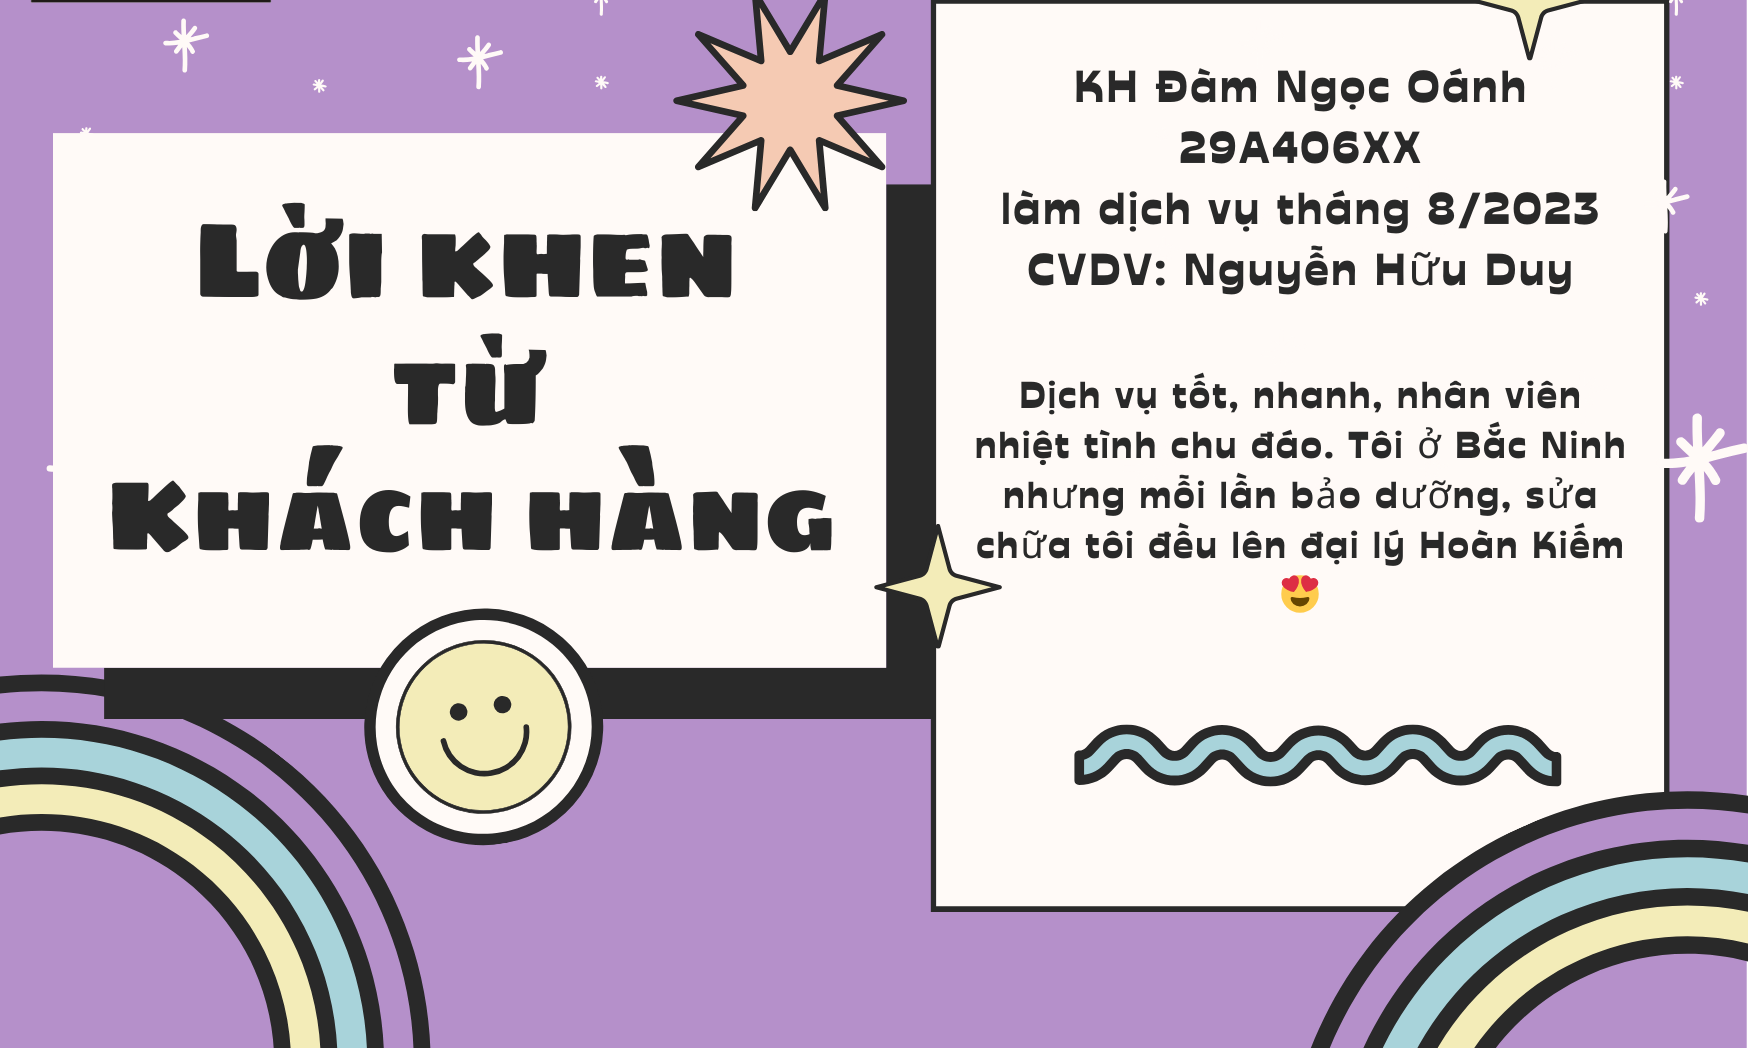 LỜI KHEN
TỪ
KHÁCH HÀNG
KH Đàm Ngọc Oánh
29A406XX
làm dịch vụ tháng 8/2023
CVDV: Nguyễn Hữu Duy
Dịch vụ tốt, nhanh, nhân viên
nhiệt tình chu đáo. Tôi ở Bắc Ninh
nhưng mỗi lần bảo dưỡng, sửa
chữa tôi đều lên đại lý Hoàn Kiếm
😍